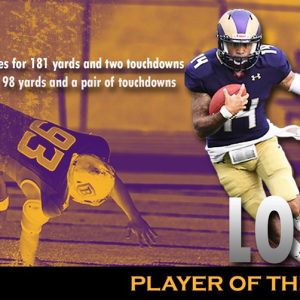 es for 181 yards and two touchdowns
98 yards and a pair of touchdowns
14
93
LO
PLAYER OF TH